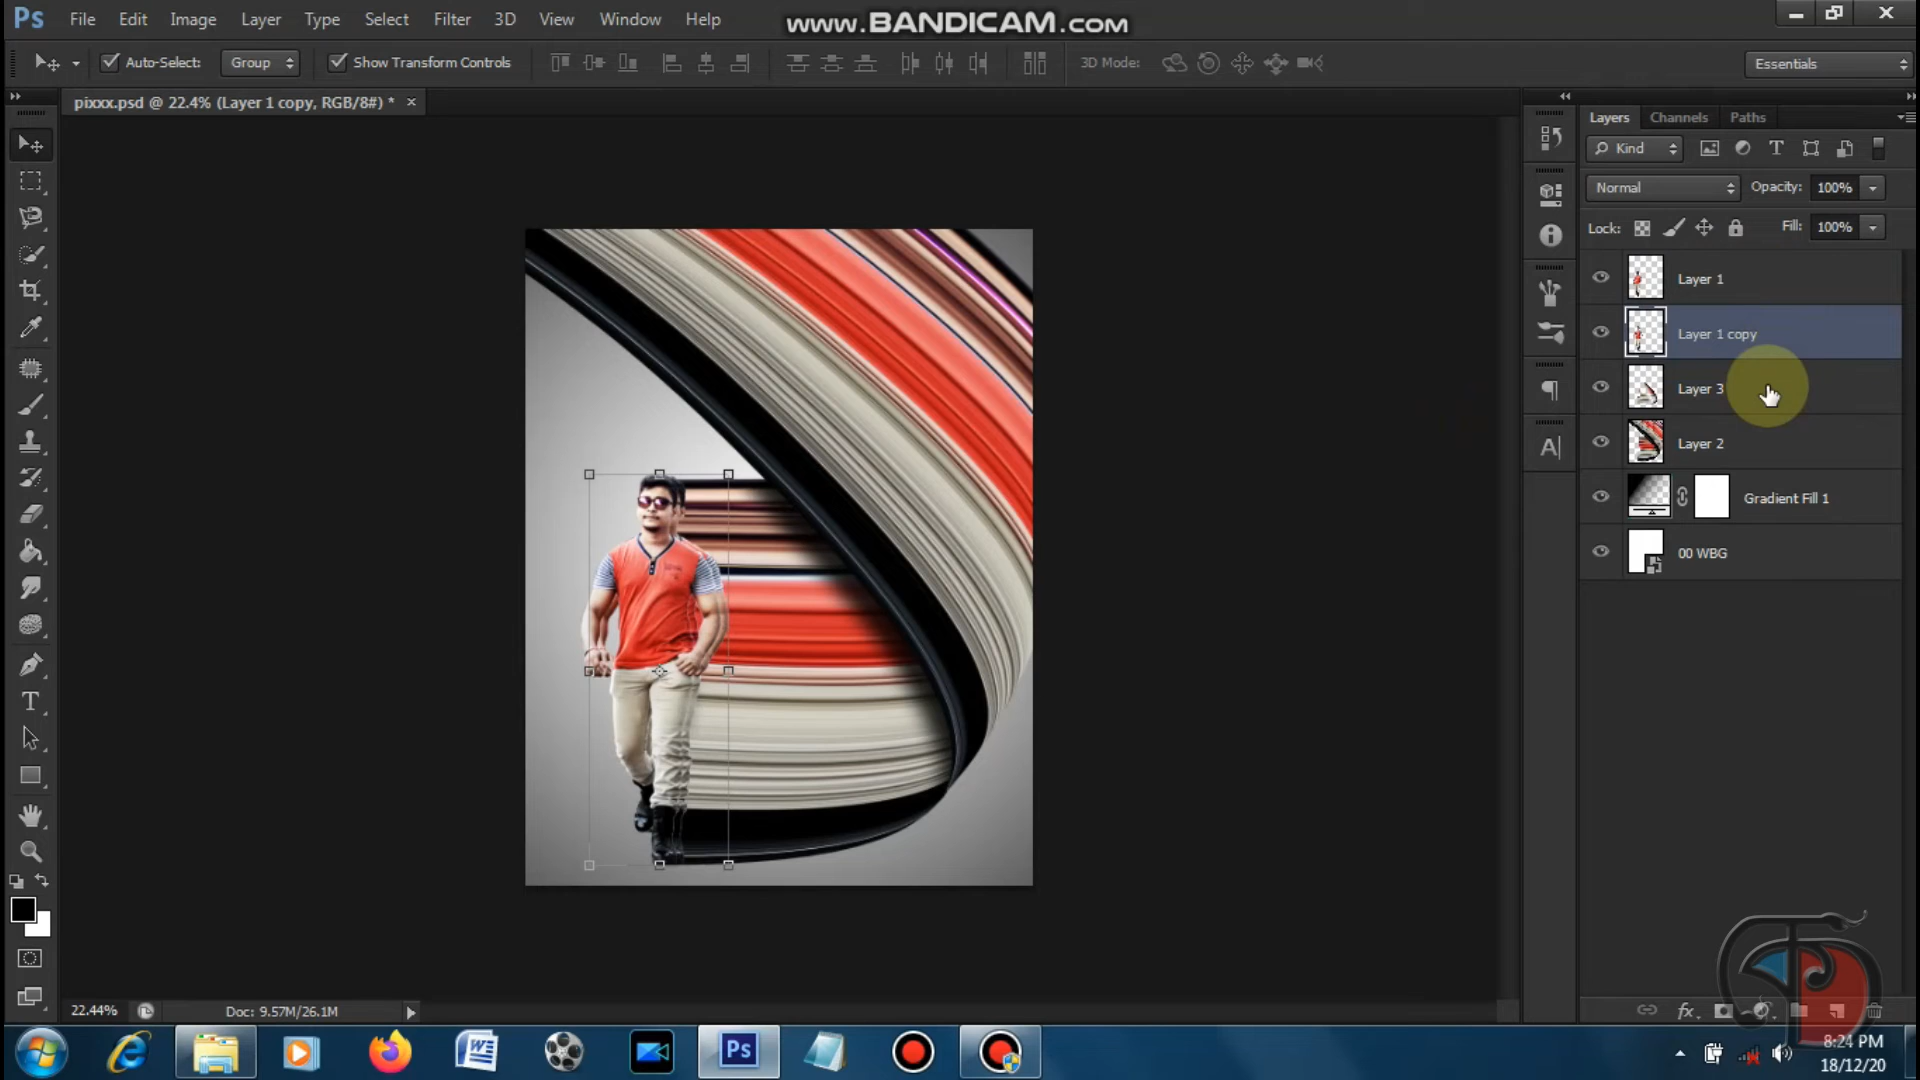 Ps File Edit Image Layer Type Select Filter 3D View Window Help
www.BANDICAM.com
Auto-Select: Group Show Transform Controls 3D Mode: Essentials
pixxx.psd @ 22.4% (Layer 1 copy, RGB/8#) * ×
Layers Channels Paths
Kind
Normal Opacity: 100%
Lock: Fill: 100%
Layer 1
Layer 1 copy
Layer 3
Layer 2
Gradient Fill 1
00 WBG
22.44% Doc: 9.57M/26.1M
8:24 PM
18/12/20